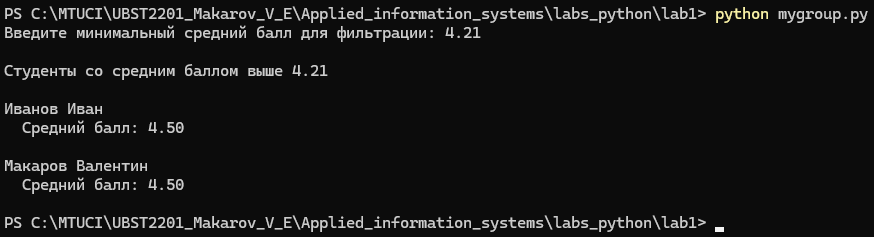 PS C:\MTUCI\UBST2201_Makarov_V_E\Applied_information_systems\labs_python\lab1> python mygroup.py
Введите минимальный средний балл для фильтрации: 4.21
Студенты со средним баллом выше 4.21
Иванов Иван
Средний балл: 4.50
Макаров Валентин
Средний балл: 4.50
PS C:\MTUCI\UBST2201_Makarov_V_E\Applied_information_systems\labs_python\lab1>